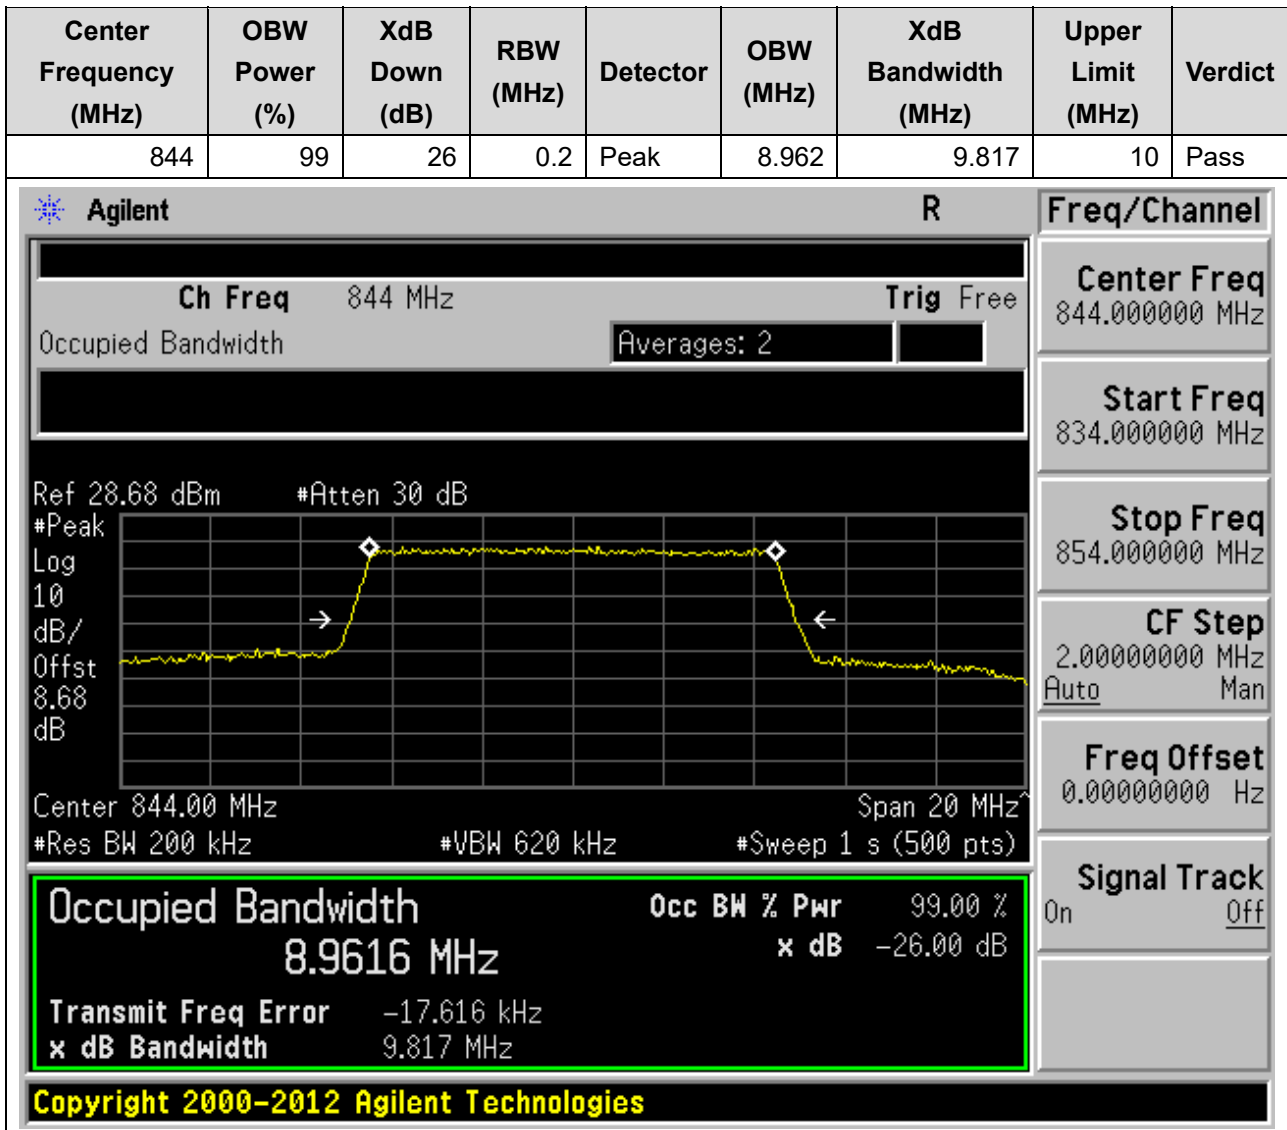 Center Frequency (MHz) OBW Power (%) XdB Down (dB) RBW (MHz) Detector OBW (MHz) XdB Bandwidth (MHz) Upper Limit (MHz) Verdict
844 99 26 0.2 Peak 8.962 9.817 10 Pass
Agilent R Freq/Channel
Ch Freq 844 MHz Trig Free
Occupied Bandwidth Averages: 2
Center Freq
844.000000 MHz
Start Freq
834.000000 MHz
Stop Freq
854.000000 MHz
CF Step
2.00000000 MHz
Auto Man
Freq Offset
0.00000000 Hz
Signal Track
On Off
Ref 28.68 dBm #Atten 30 dB
#Peak
Log
10
dB/
Offst
8.68
dB
Center 844.00 MHz Span 20 MHz^
#Res BW 200 kHz #VBW 620 kHz #Sweep 1 s (500 pts)
Occupied Bandwidth Occ BW % Pwr 99.00 %
8.9616 MHz x dB -26.00 dB
Transmit Freq Error -17.616 kHz
x dB Bandwidth 9.817 MHz
Copyright 2000-2012 Agilent Technologies